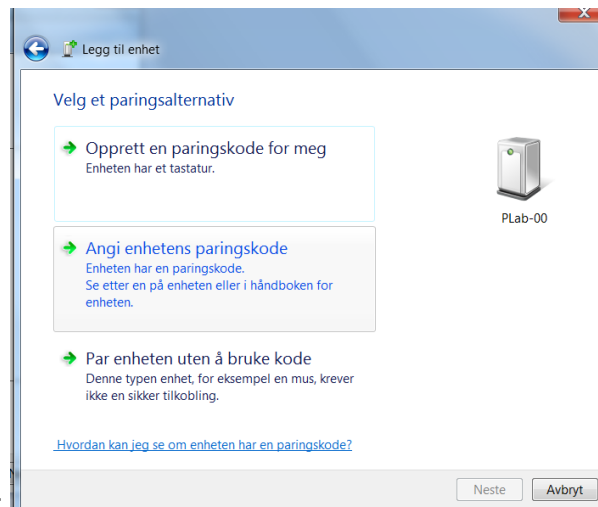 Legg til enhet
Velg et paringsalternativ
Opprett en paringskode for meg
Enheten har et tastatur.
PLab-00
Angi enhetens paringskode
Enheten har en paringskode.
Se etter en på enheten eller i håndboken for
enheten.
Par enheten uten å bruke kode
Denne typen enhet, for eksempel en mus, krever
ikke en sikker tilkobling.
Hvordan kan jeg se om enheten har en paringskode?
Neste
Avbryt